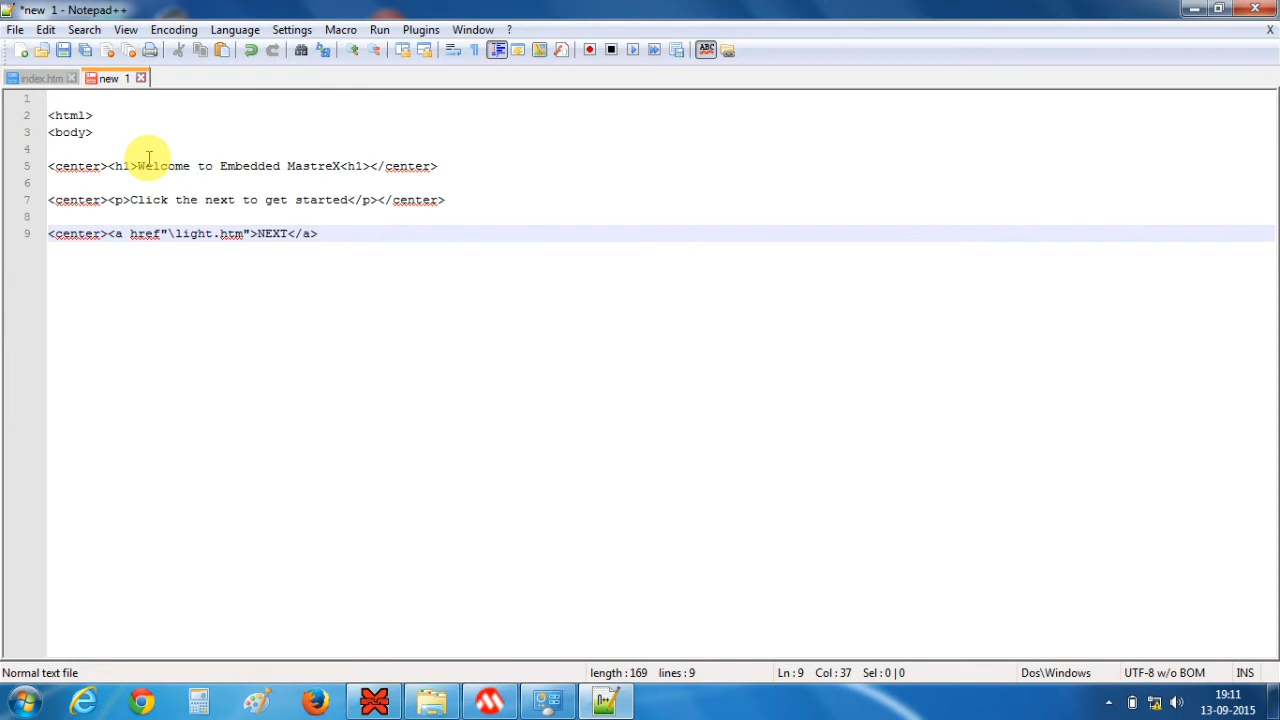 *new  1 - Notepad++
File Edit Search View Encoding Language Settings Macro Run Plugins Window ? X
index.htm new  1
1
2 <html>
3 <body>
4
5 <center><h1>Welcome to Embedded MastreX<h1></center>
6
7 <center><p>Click the next to get started</p></center>
8
9 <center><a href"\light.htm">NEXT</a>
Normal text file length : 169 lines : 9 Ln : 9 Col : 37 Sel : 0 | 0 Dos\Windows UTF-8 w/o BOM INS
19:11
13-09-2015